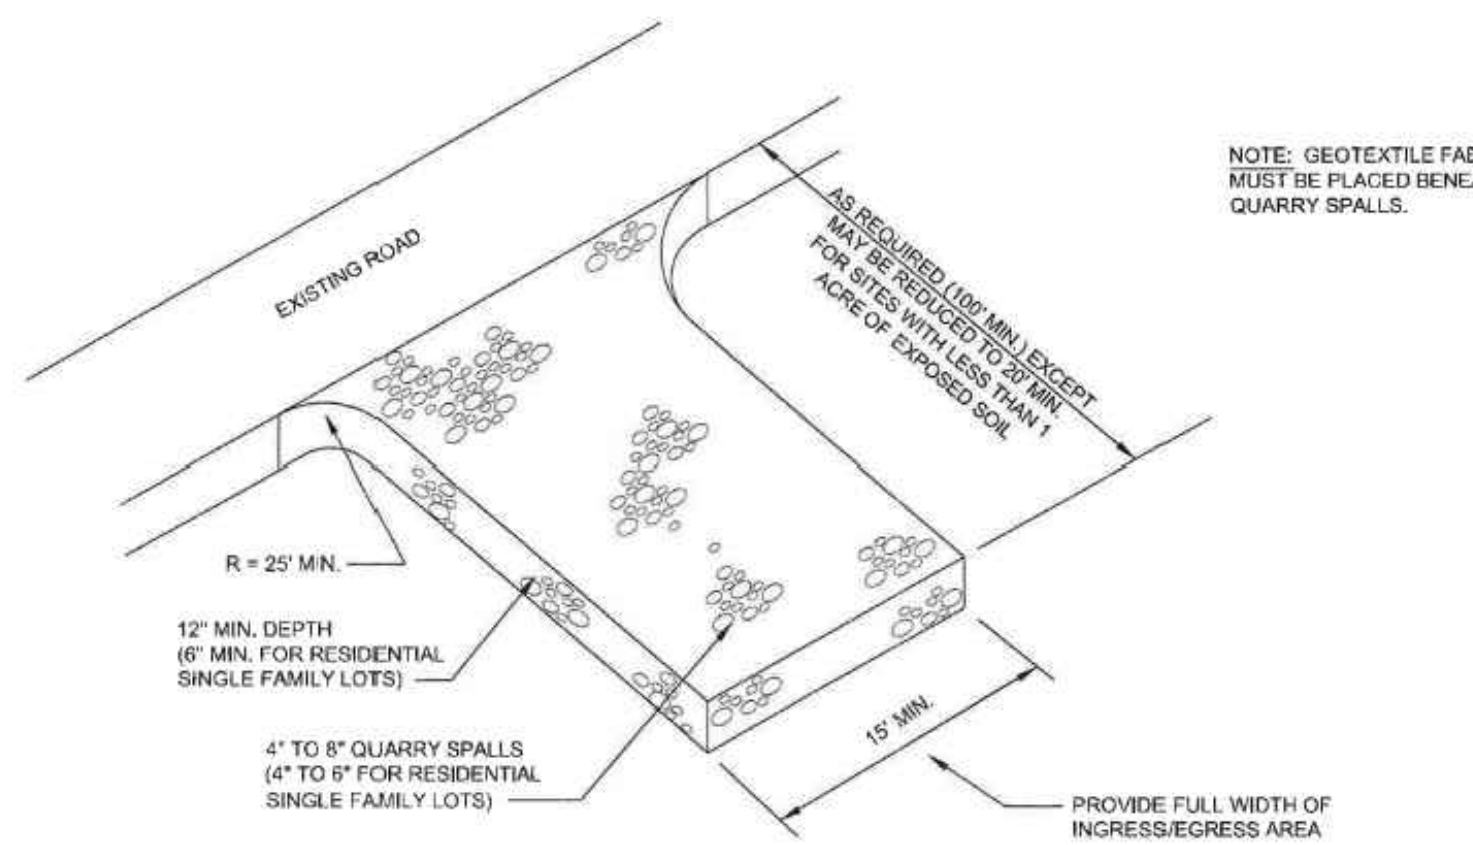 NOTE: GEOTEXTILE
MUST BE PLACED
QUARRY SPALLS.
EXISTING ROAD
AS REQUIRED (100' MIN.) EXCEPT
MAY BE REDUCED TO 20' MIN.
FOR SITES WITH LESS THAN 1
ACRE OF EXPOSED SOIL
R = 25' MIN.
12" MIN. DEPTH
(6" MIN. FOR RESIDENTIAL
SINGLE FAMILY LOTS)
4" TO 8" QUARRY SPALLS
(4" TO 6" FOR RESIDENTIAL
SINGLE FAMILY LOTS)
15' MIN.
PROVIDE FULL WIDTH OF
INGRESS/EGRESS AREA